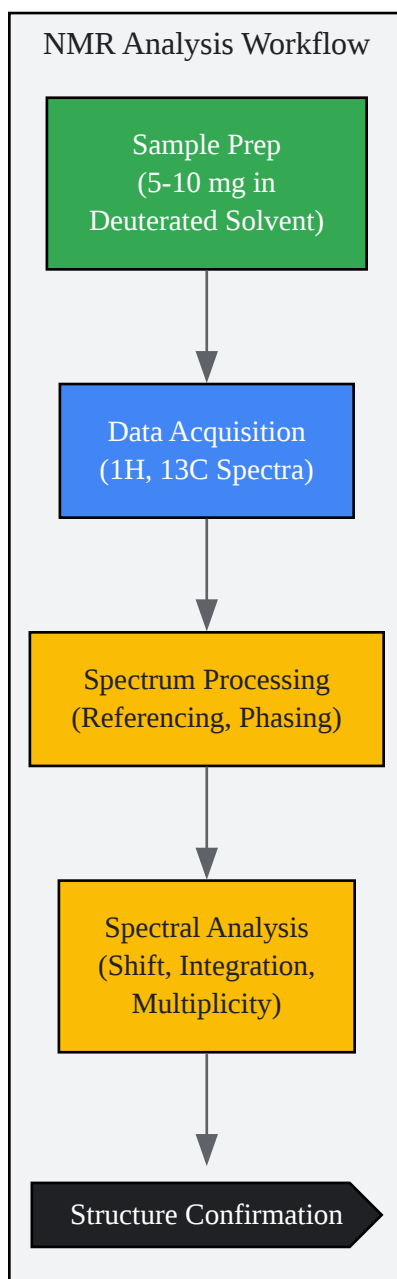 NMR Analysis Workflow
Sample Prep
(5-10 mg in
Deuterated Solvent)
Data Acquisition
(1H, 13C Spectra)
Spectrum Processing
(Referencing, Phasing)
Spectral Analysis
(Shift, Integration,
Multiplicity)
Structure Confirmation